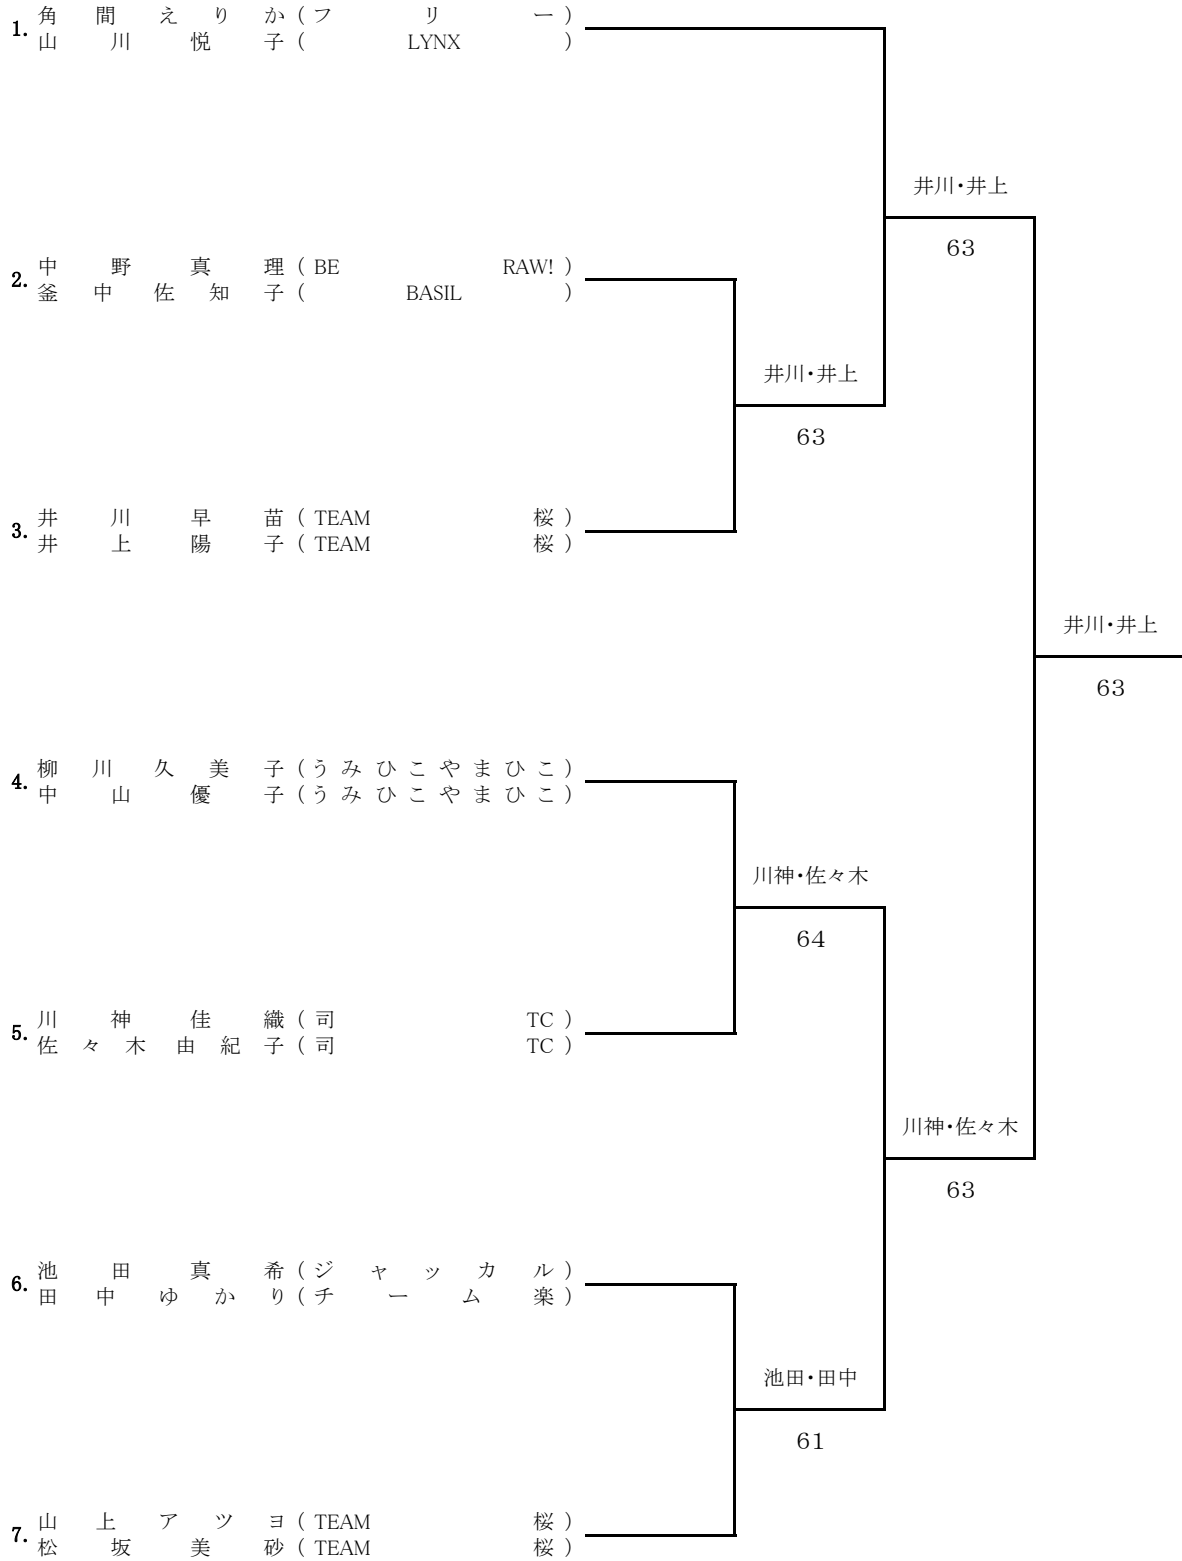 1. 角間えりか(フリー)
山川悦子(LYNX)
井川・井上
63
2. 中野真理(BE RAW!)
釜中佐知子(BASIL)
井川・井上
63
3. 井川早苗(TEAM 桜)
井上陽子(TEAM 桜)
井川・井上
63
4. 柳川久美子(うみひこやまひこ)
中山優子(うみひこやまひこ)
川神・佐々木
64
5. 川神佳織(司 TC)
佐々木由紀子(司 TC)
川神・佐々木
63
6. 池田真希(ジャッカル)
田中ゆかり(チーム楽)
池田・田中
61
7. 山上アツヨ(TEAM 桜)
松坂美砂(TEAM 桜)